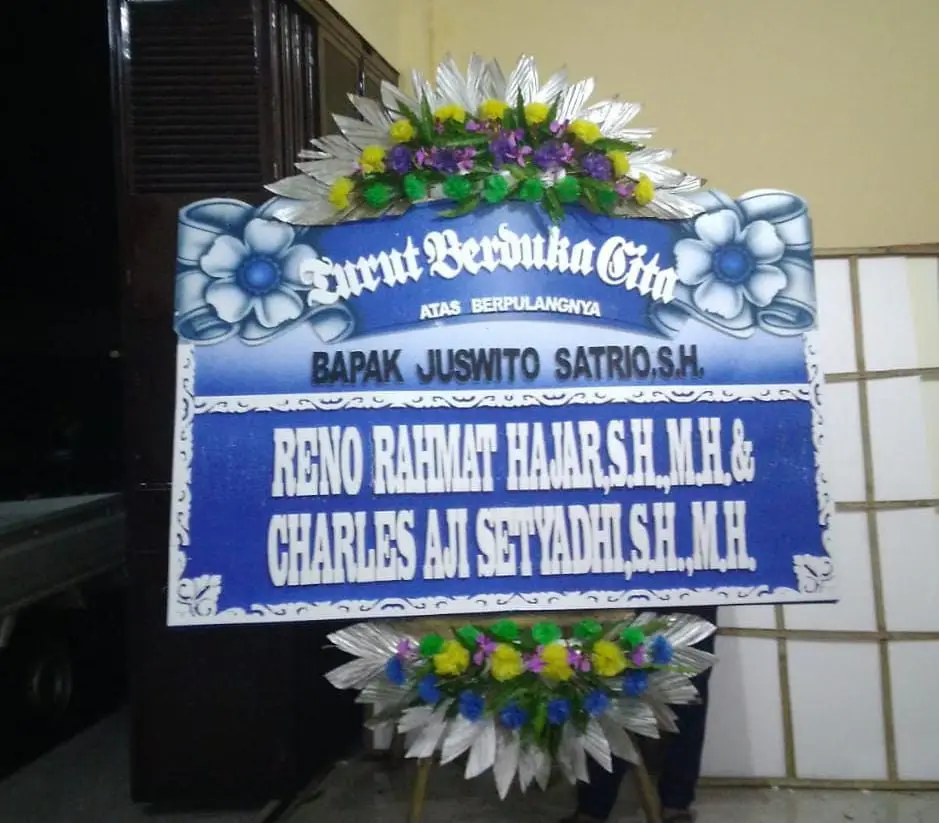 Turut Berduka Cita
ATAS BERPULANGNYA
BAPAK JUSWITO SATRIO,S.H.
RENO RAHMAT HAJAR,S.H.,M.H.&
CHARLES AJI SETYADHI,S.H.,M.H.